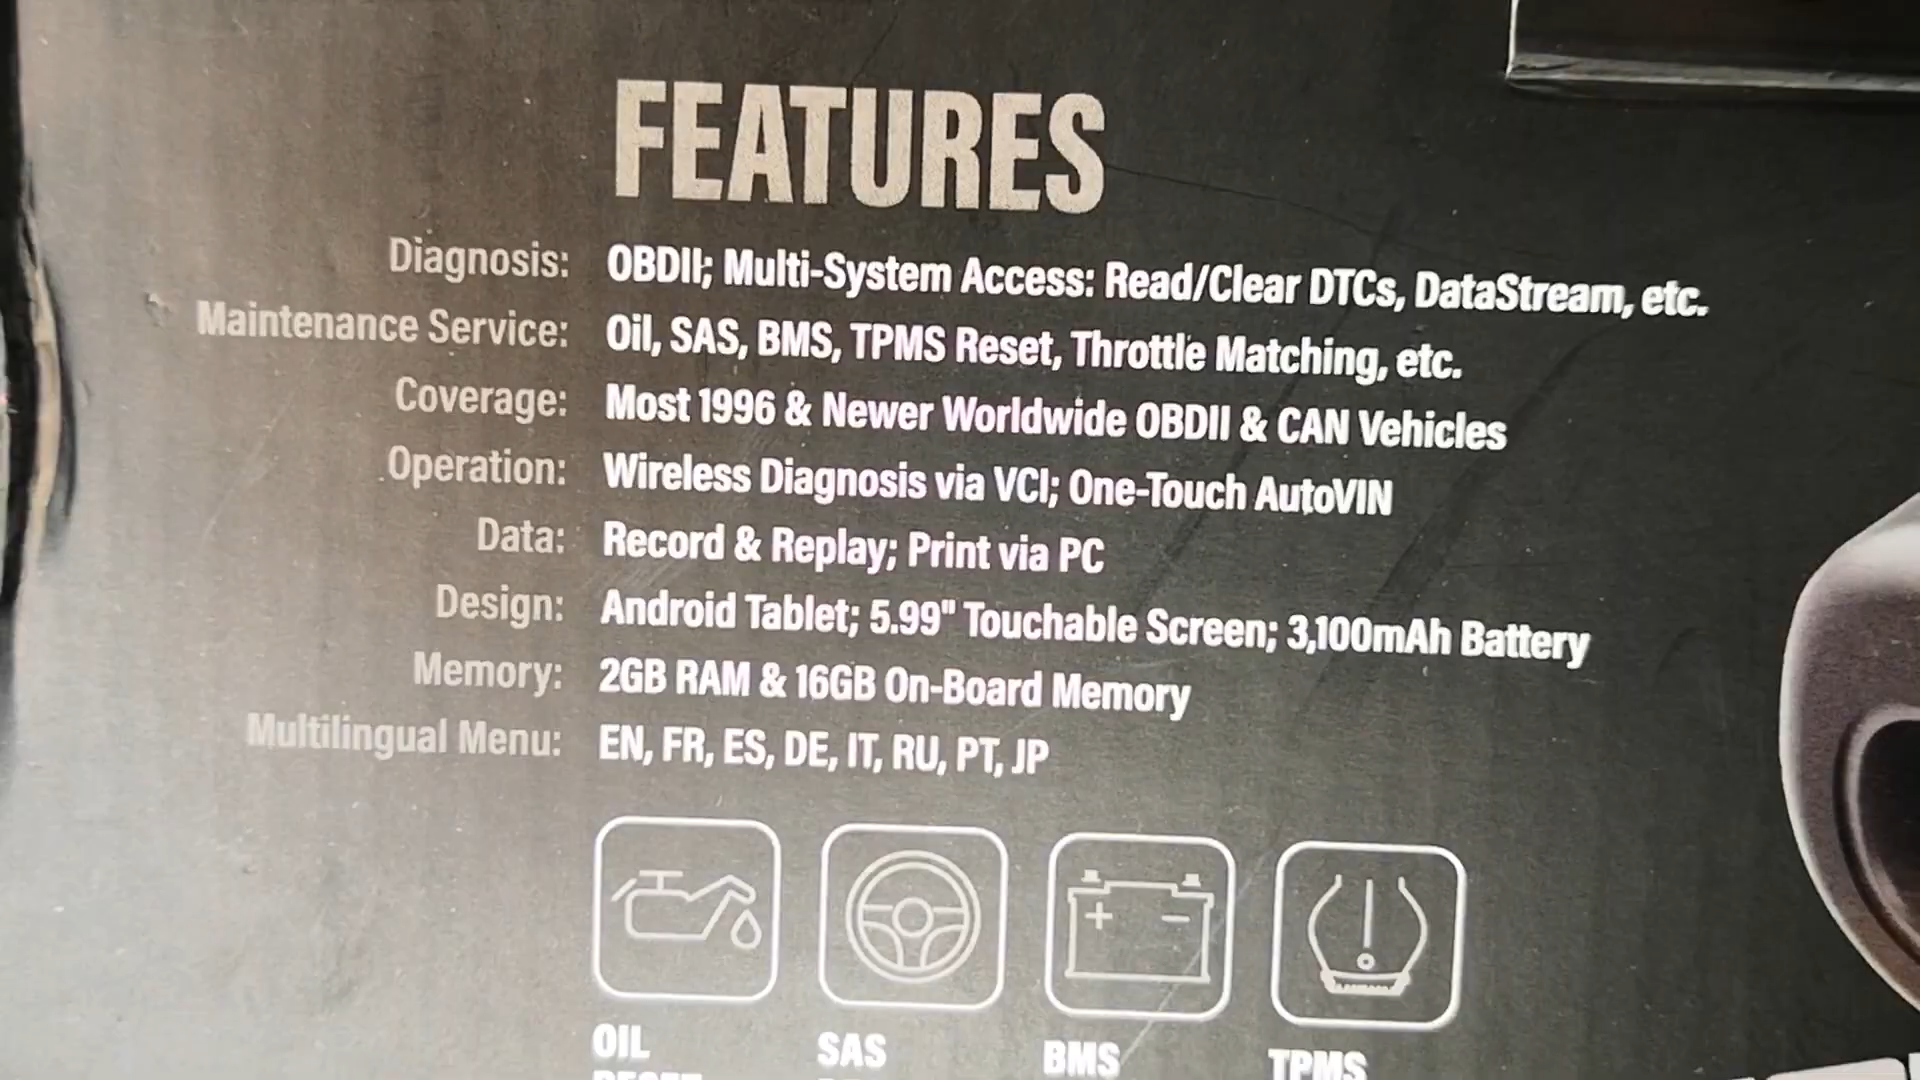 FEATURES
Diagnosis: OBDII; Multi-System Access: Read/Clear DTCs, DataStream, etc.
Maintenance Service: Oil, SAS, BMS, TPMS Reset, Throttle Matching, etc.
Coverage: Most 1996 & Newer Worldwide OBDII & CAN Vehicles
Operation: Wireless Diagnosis via VCI; One-Touch AutoVIN
Data: Record & Replay; Print via PC
Design: Android Tablet; 5.99" Touchable Screen; 3,100mAh Battery
Memory: 2GB RAM & 16GB On-Board Memory
Multilingual Menu: EN, FR, ES, DE, IT, RU, PT, JP
OIL SAS BMS TPMS